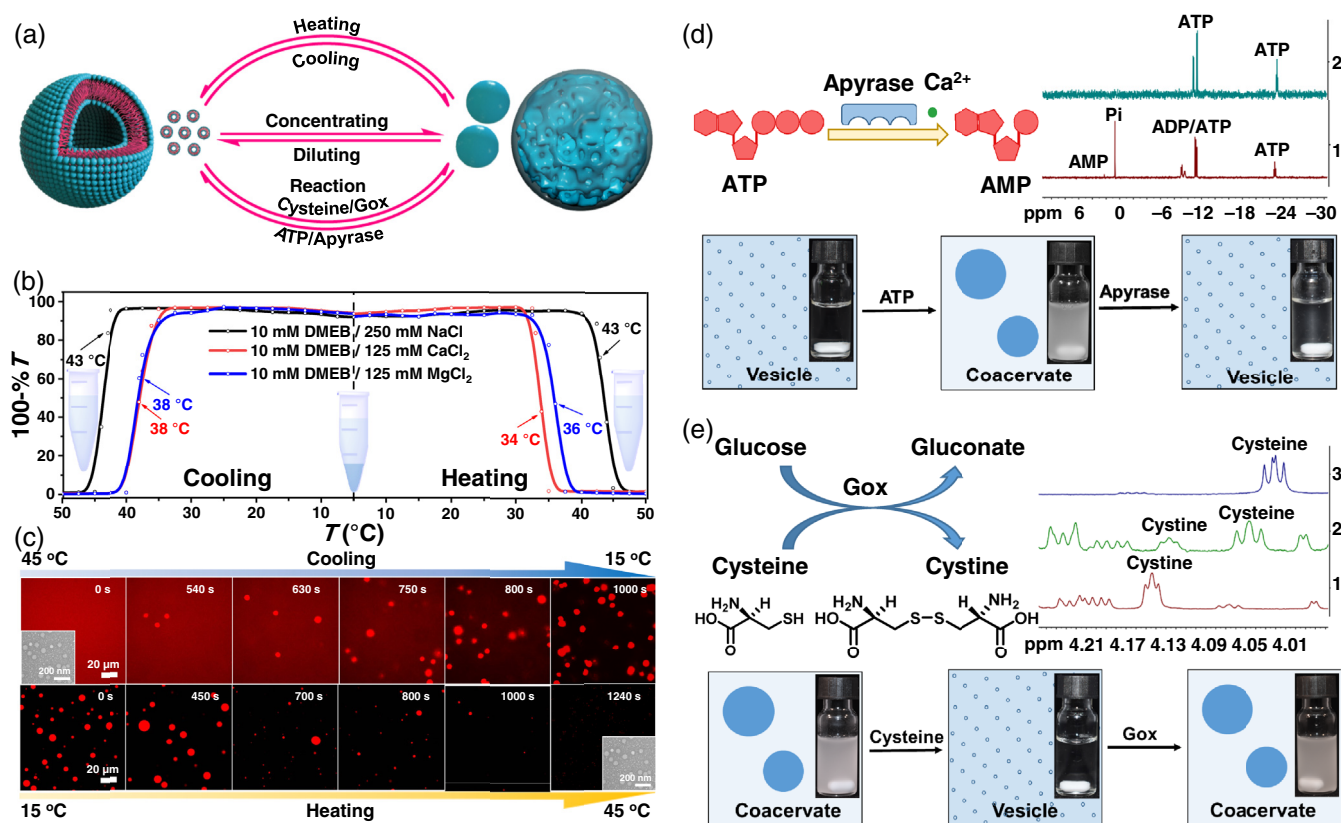 (a)
Heating
Cooling
Concentrating
Diluting
Reaction
Cysteine/Gox
ATP/Apyrase
(b)
100-% T
100
80
60
40
20
0
43 °C
38 °C
38 °C
10 mM DMEB / 250 mM NaCl
10 mM DMEB / 125 mM CaCl₂
10 mM DMEB / 125 mM MgCl₂
43 °C
34 °C
36 °C
Cooling
Heating
50 40 30 20 10 10 20 30 40 50
T (°C)
(c)
45 °C
Cooling
15 °C
0 s
540 s
630 s
750 s
800 s
1000 s
200 nm
20 µm
0 s
450 s
700 s
800 s
1000 s
1240 s
20 µm
200 nm
15 °C
Heating
45 °C
(d)
Apyrase Ca²⁺
ATP
AMP
ATP
ATP
2
Pi
ADP/ATP
AMP
ATP
1
ppm 6 0 −6 −12 −18 −24 −30
Vesicle
ATP
Coacervate
Apyrase
Vesicle
(e)
Glucose
Gluconate
Gox
Cysteine
Cystine
H₂N
H
HO
SH
O
H₂N
H
HO
O
S–S
H
NH₂
OH
O
Cysteine
3
Cystine
Cysteine
2
Cystine
1
ppm 4.21 4.17 4.13 4.09 4.05 4.01
Coacervate
Cysteine
Vesicle
Gox
Coacervate